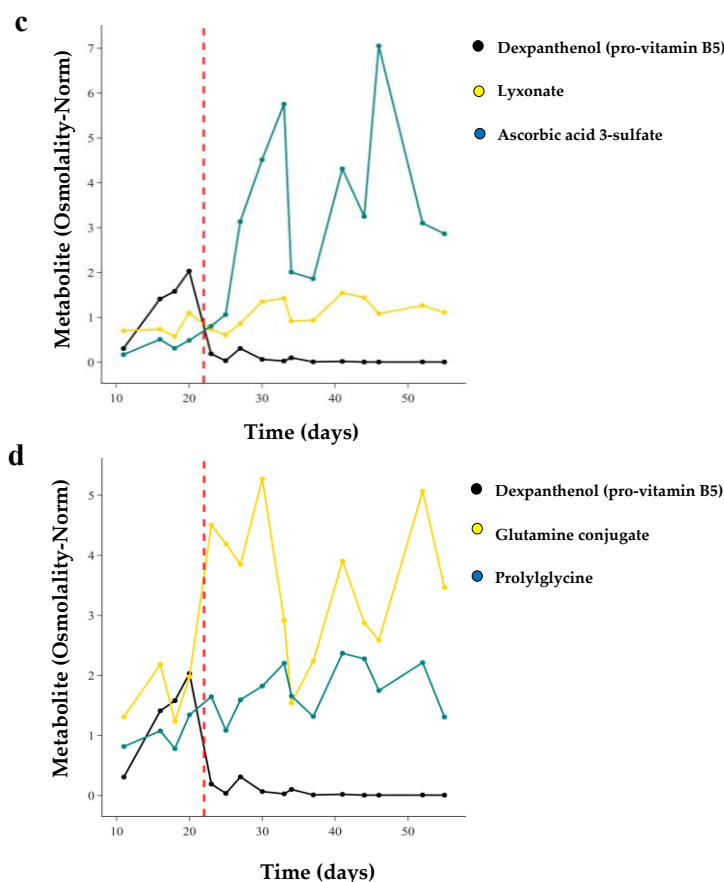 c
Metabolite (Osmolality-Norm)
7
6
5
4
3
2
1
0
10 20 30 40 50
Time (days)
Dexpanthenol (pro-vitamin B5)
Lyxonate
Ascorbic acid 3-sulfate
d
Metabolite (Osmolality-Norm)
5
4
3
2
1
0
10 20 30 40 50
Time (days)
Dexpanthenol (pro-vitamin B5)
Glutamine conjugate
Prolylglycine